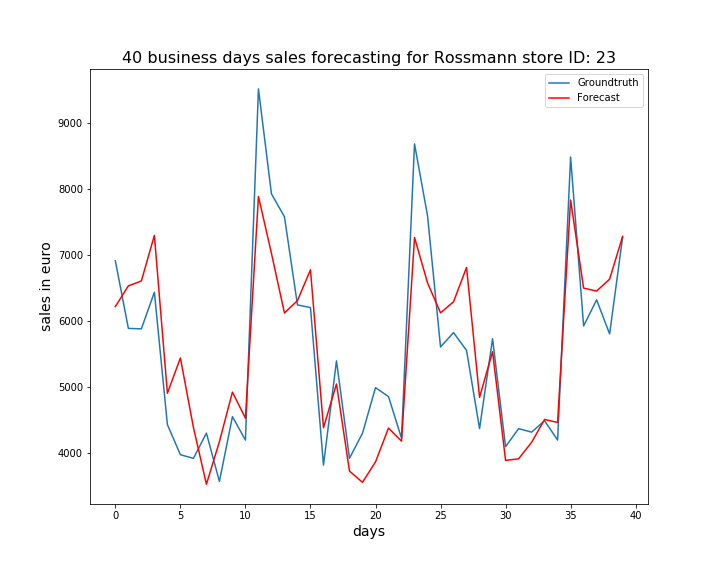 40 business days sales forecasting for Rossmann store ID: 23
Groundtruth
Forecast
sales in euro
9000
8000
7000
6000
5000
4000
0 5 10 15 20 25 30 35 40
days